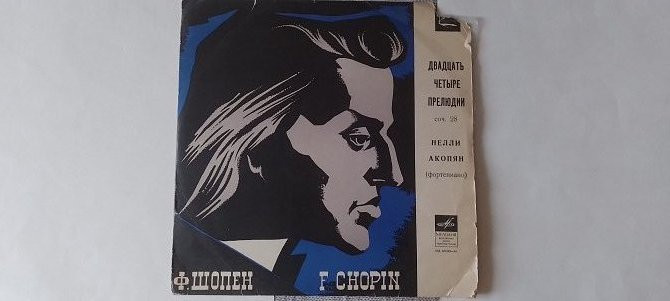 ДВАДЦАТЬ
ЧЕТЫРЕ
ПРЕЛЮДИИ
соч. 28
НЕЛЛИ
АКОПЯН
(фортепиано)
Ф.ШОПЕН F CHOPIN